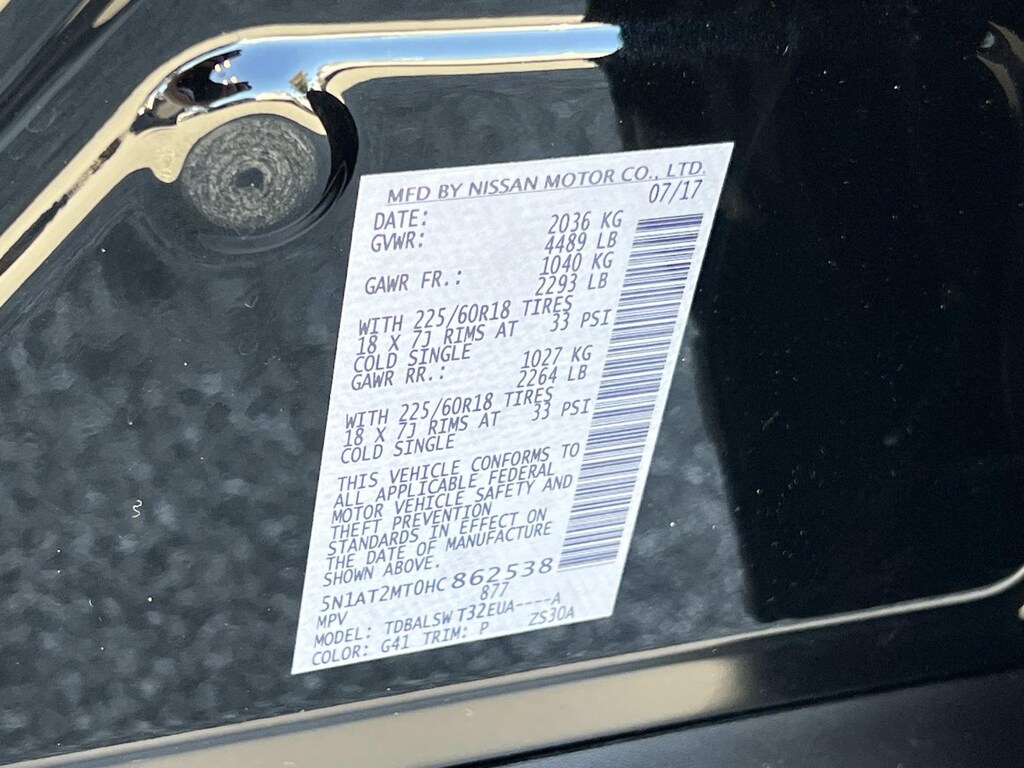 MFD BY NISSAN MOTOR CO., LTD.
DATE: 07/17
GVWR: 2036 KG
4489 LB
GAWR FR.: 1040 KG
2293 LB
WITH 225/60R18 TIRES
18 X 7J RIMS AT 33 PSI
COLD SINGLE
GAWR RR.: 1027 KG
2264 LB
WITH 225/60R18 TIRES
18 X 7J RIMS AT 33 PSI
COLD SINGLE
THIS VEHICLE CONFORMS TO
ALL APPLICABLE FEDERAL
MOTOR VEHICLE SAFETY AND
THEFT PREVENTION
STANDARDS IN EFFECT ON
THE DATE OF MANUFACTURE
SHOWN ABOVE.
5N1AT2MT0HC862538
MPV 877
MODEL: TDBALSW T32EUA----A
COLOR: G41 TRIM: P ZS30A